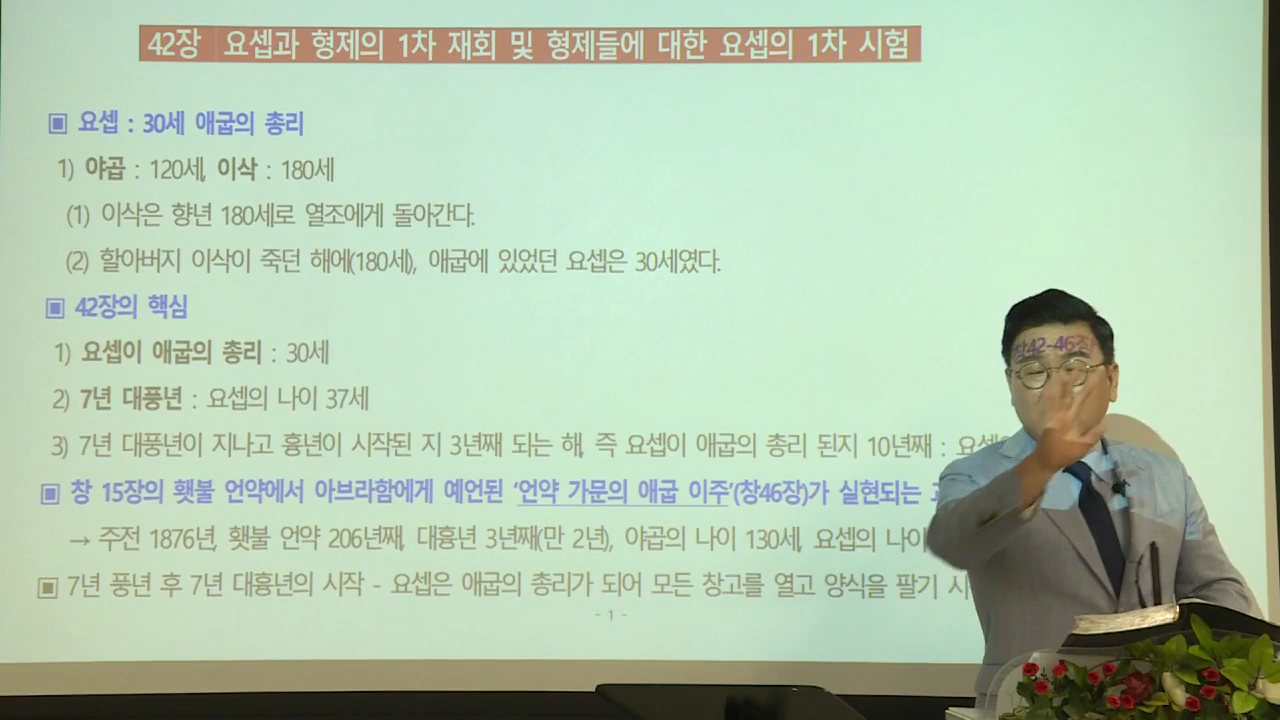 42장 요셉과 형제의 1차 재회 및 형제들에 대한 요셉의 1차 시험
▣ 요셉 : 30세 애굽의 총리
1) 야곱 : 120세, 이삭 : 180세
(1) 이삭은 향년 180세로 열조에게 돌아간다.
(2) 할아버지 이삭이 죽던 해에(180세), 애굽에 있었던 요셉은 30세였다.
▣ 42장의 핵심
1) 요셉이 애굽의 총리 : 30세
창42-46장
2) 7년 대풍년 : 요셉의 나이 37세
3) 7년 대풍년이 지나고 흉년이 시작된 지 3년째 되는 해, 즉 요셉이 애굽의 총리 된지 10년째 :
▣ 창 15장의 횃불 언약에서 아브라함에게 예언된 '언약 가문의 애굽 이주'(창46장)가 실현되는
→ 주전 1876년, 횃불 언약 206년째, 대흉년 3년째(만 2년), 야곱의 나이 130세, 요셉의 나이
▣ 7년 풍년 후 7년 대흉년의 시작 - 요셉은 애굽의 총리가 되어 모든 창고를 열고 양식을 팔기
- 1 -